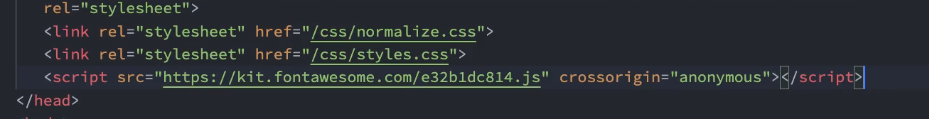 rel="stylesheet">
<link rel="stylesheet" href="/css/normalize.css">
<link rel="stylesheet" href="/css/styles.css">
<script src="https://kit.fontawesome.com/e32b1dc814.js" crossorigin="anonymous"></script>
</head>